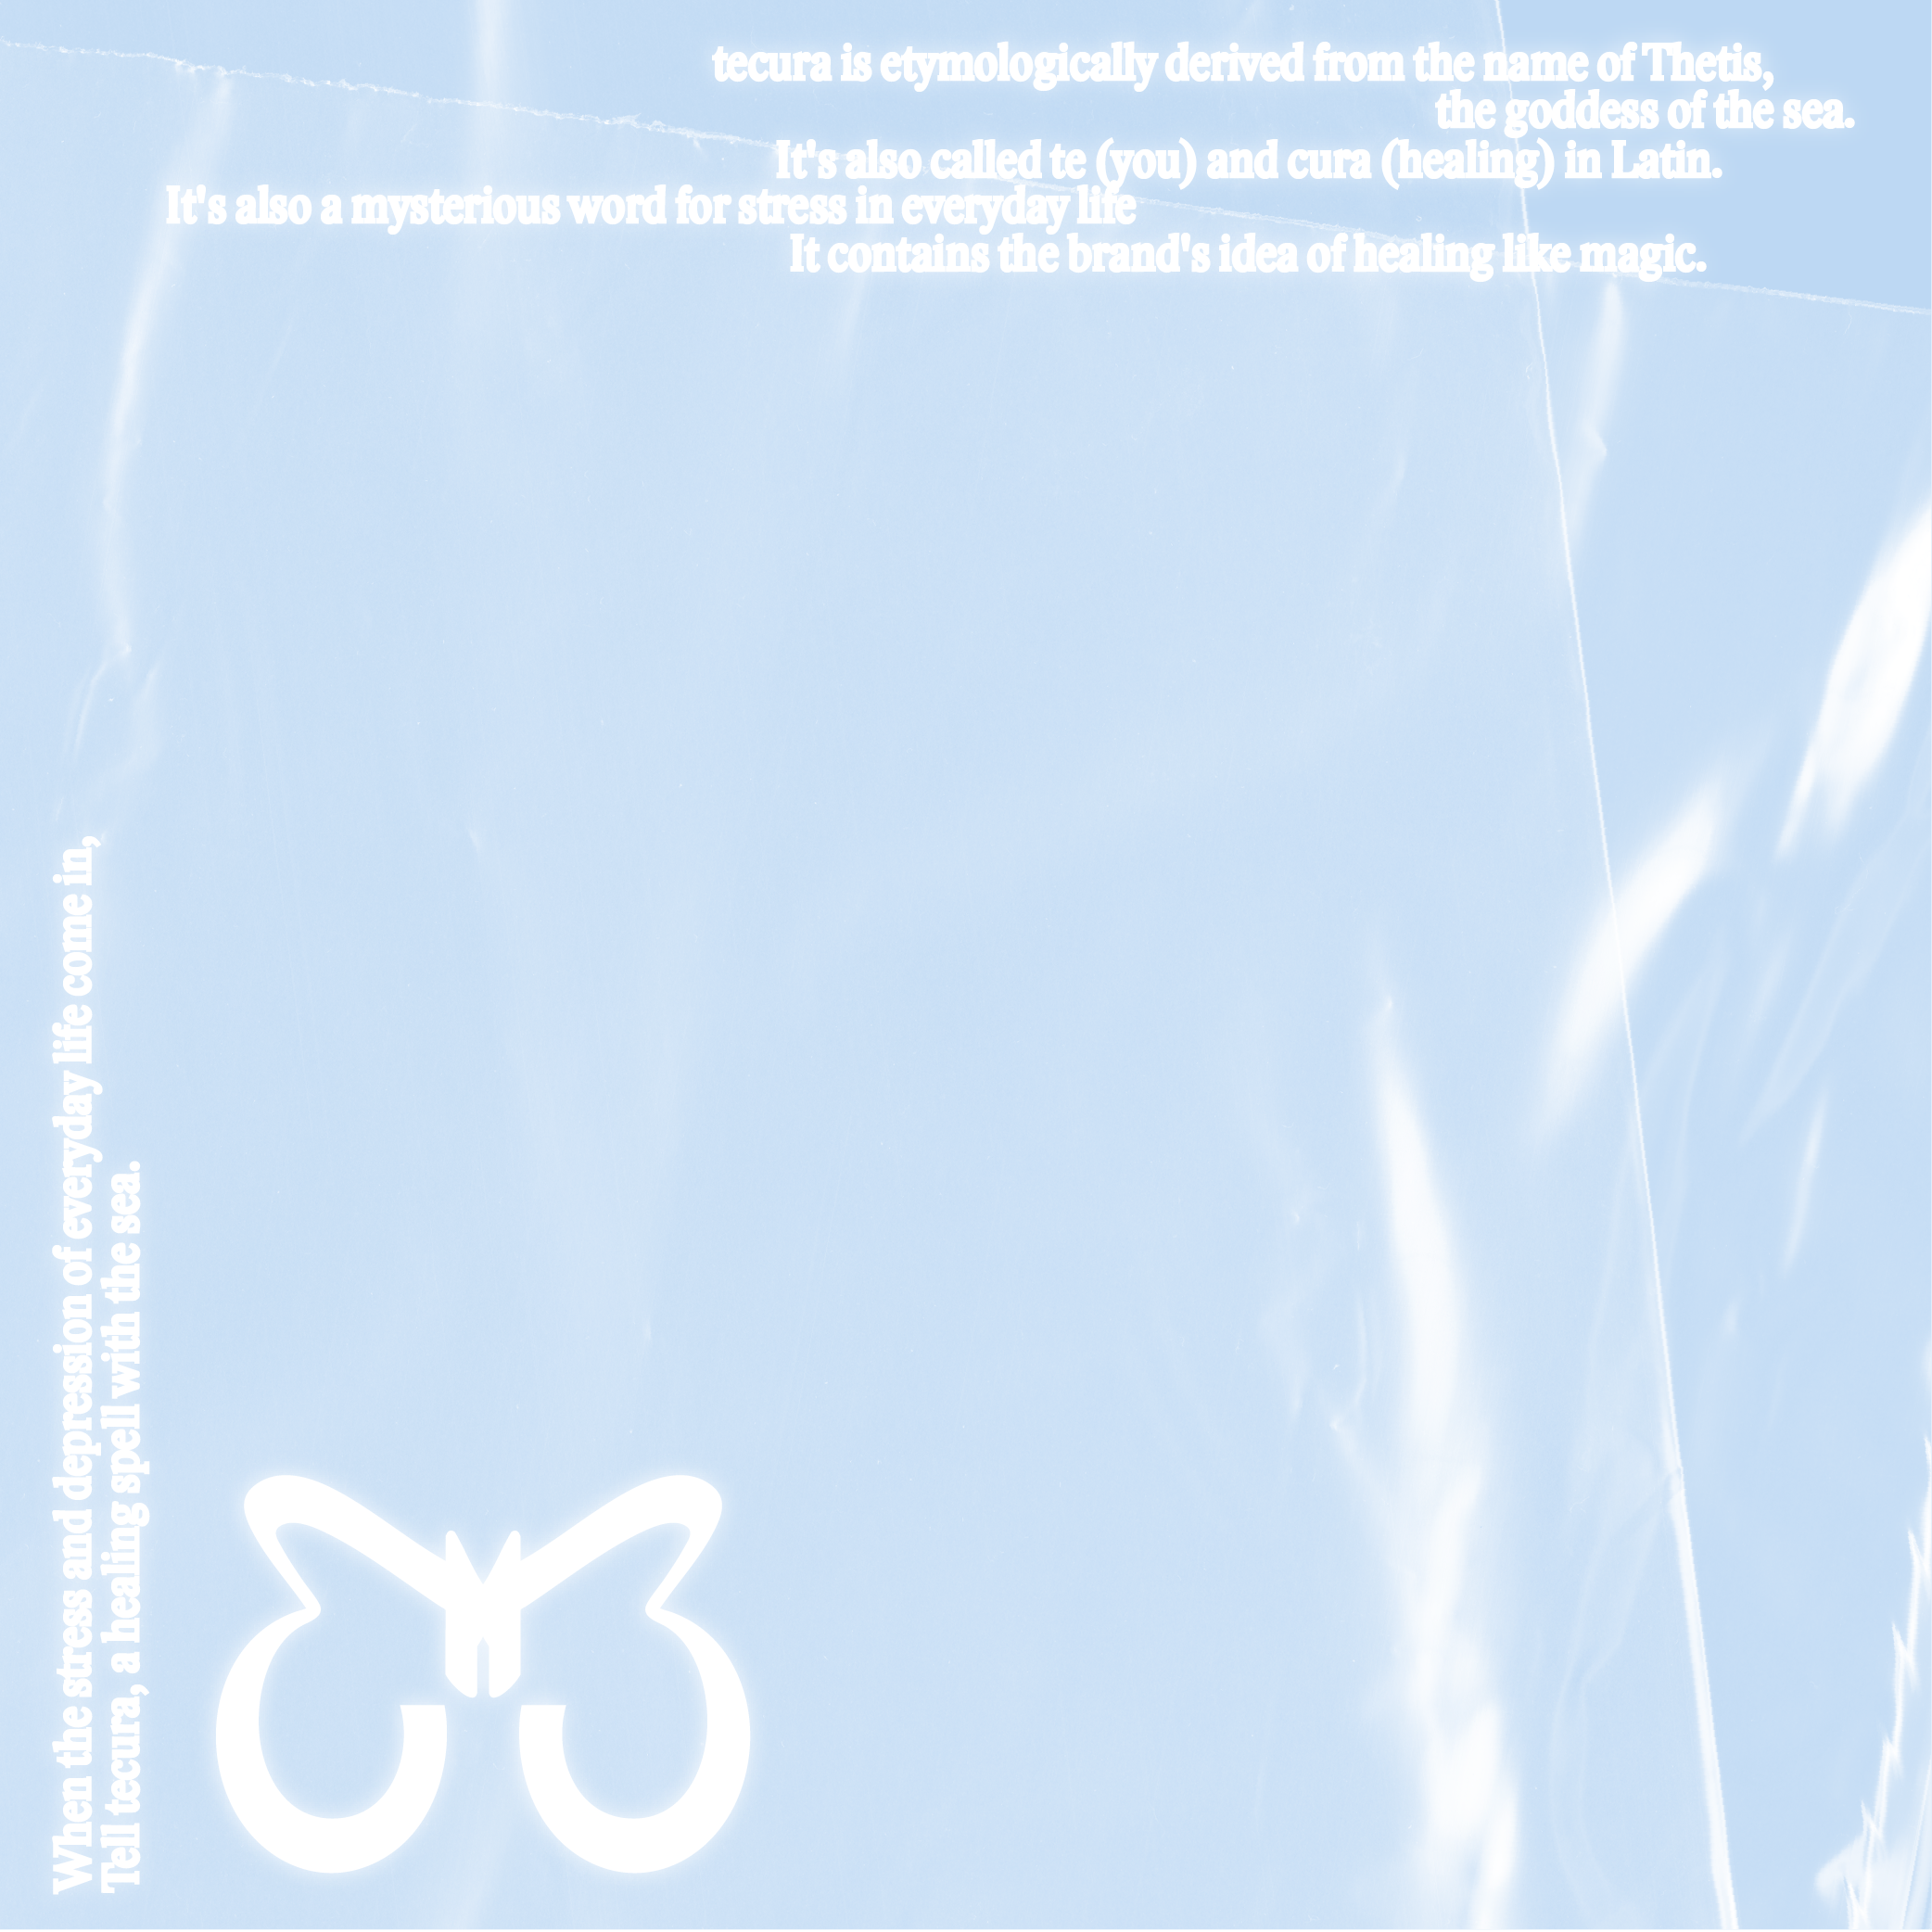 tecura is etymologically derived from the name of Thetis,
the goddess of the sea.
It's also called te (you) and cura (healing) in Latin.
It's also a mysterious word for stress in everyday life
It contains the brand's idea of healing like magic.
When the stress and depression of everyday life come in,
Tell tecura, a healing spell with the sea.